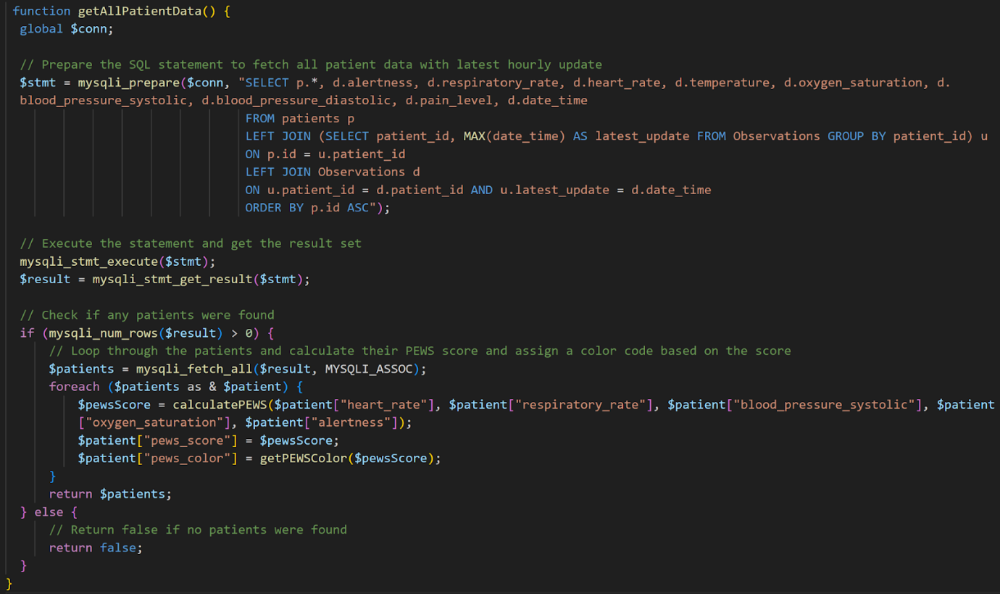 function getAllPatientData() {
global $conn;
// Prepare the SQL statement to fetch all patient data with latest hourly update
$stmt = mysqli_prepare($conn, "SELECT p.*, d.alertness, d.respiratory_rate, d.heart_rate, d.temperature, d.oxygen_saturation, d.
blood_pressure_systolic, d.blood_pressure_diastolic, d.pain_level, d.date_time
FROM patients p
LEFT JOIN (SELECT patient_id, MAX(date_time) AS latest_update FROM Observations GROUP BY patient_id) u
ON p.id = u.patient_id
LEFT JOIN Observations d
ON u.patient_id = d.patient_id AND u.latest_update = d.date_time
ORDER BY p.id ASC");
// Execute the statement and get the result set
mysqli_stmt_execute($stmt);
$result = mysqli_stmt_get_result($stmt);
// Check if any patients were found
if (mysqli_num_rows($result) > 0) {
// Loop through the patients and calculate their PEWS score and assign a color code based on the score
$patients = mysqli_fetch_all($result, MYSQLI_ASSOC);
foreach ($patients as & $patient) {
$pewsScore = calculatePEWS($patient["heart_rate"], $patient["respiratory_rate"], $patient["blood_pressure_systolic"], $patient
["oxygen_saturation"], $patient["alertness"]);
$patient["pews_score"] = $pewsScore;
$patient["pews_color"] = getPEWSColor($pewsScore);
}
return $patients;
} else {
// Return false if no patients were found
return false;
}
}